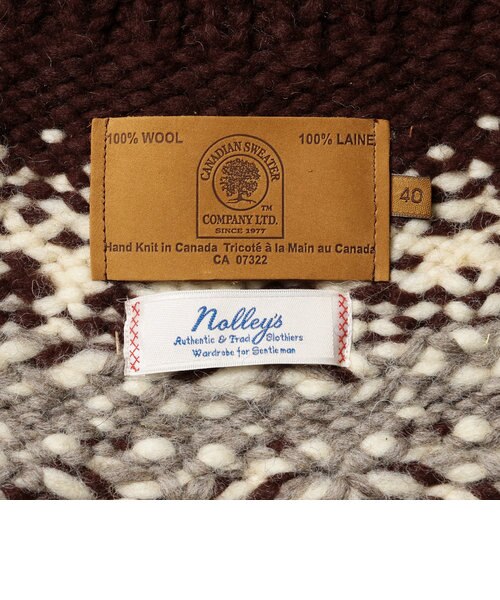 100% WOOL 100% LAINE
CANADIAN SWEATER
COMPANY LTD.
TM
SINCE 1977
40
Hand Knit in Canada Tricoté à la Main au Canada
CA 07322
Nolley's
Authentic & Trad Clothiers
Wardrobe for Gentleman